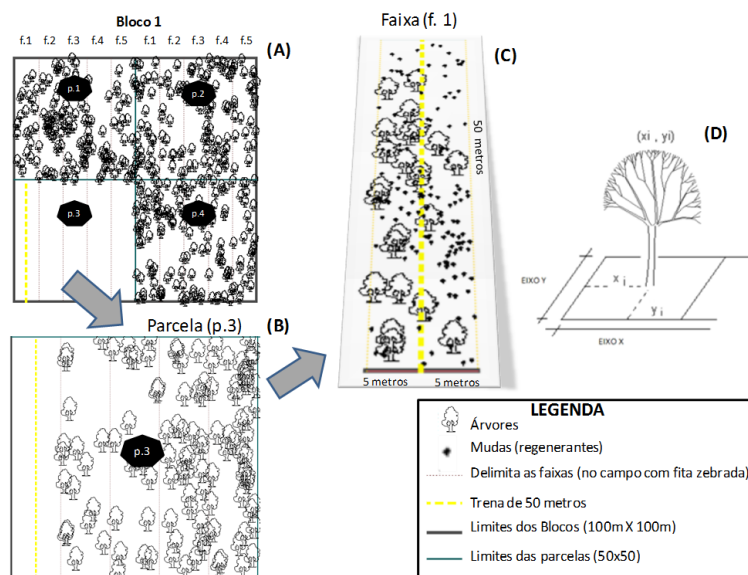 Bloco 1
f.1 f.2 f.3 f.4 f.5 f.1 f.2 f.3 f.4 f.5
(A)
p.1
p.2
p.3
p.4
Parcela (p.3)
(B)
p.3
Faixa (f. 1)
(C)
50 metros
5 metros 5 metros
(D)
(xi , yi)
EIXO Y
x i
y i
EIXO X
LEGENDA
Árvores
Mudas (regenerantes)
Delimita as faixas (no campo com fita zebrada)
Trena de 50 metros
Limites dos Blocos (100m X 100m)
Limites das parcelas (50x50)